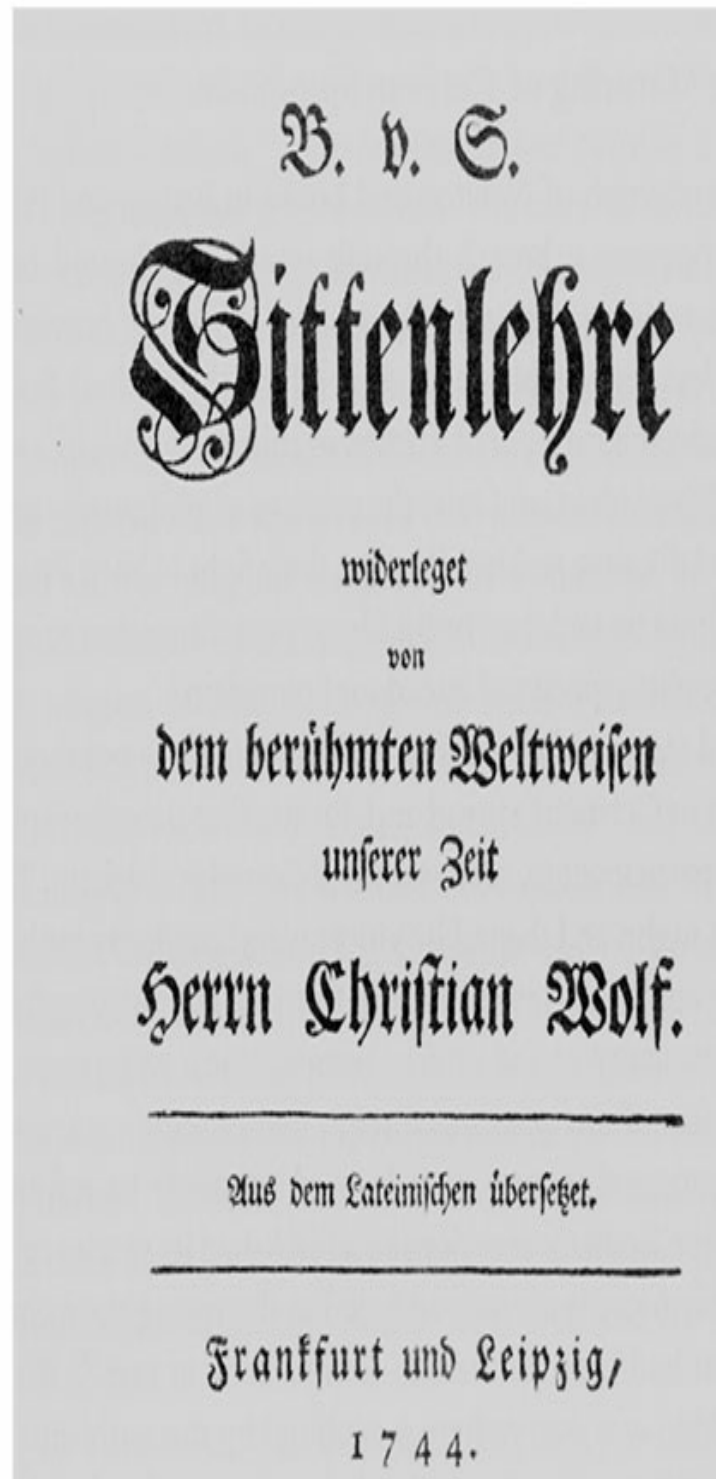 B. v. S.
Sittenlehre
widerleget
von
dem berühmten Weltweiſen
unſerer Zeit
Herrn Chriſtian Wolf.
Aus dem Lateiniſchen überſetzet.
Frankfurt und Leipzig,
1744.